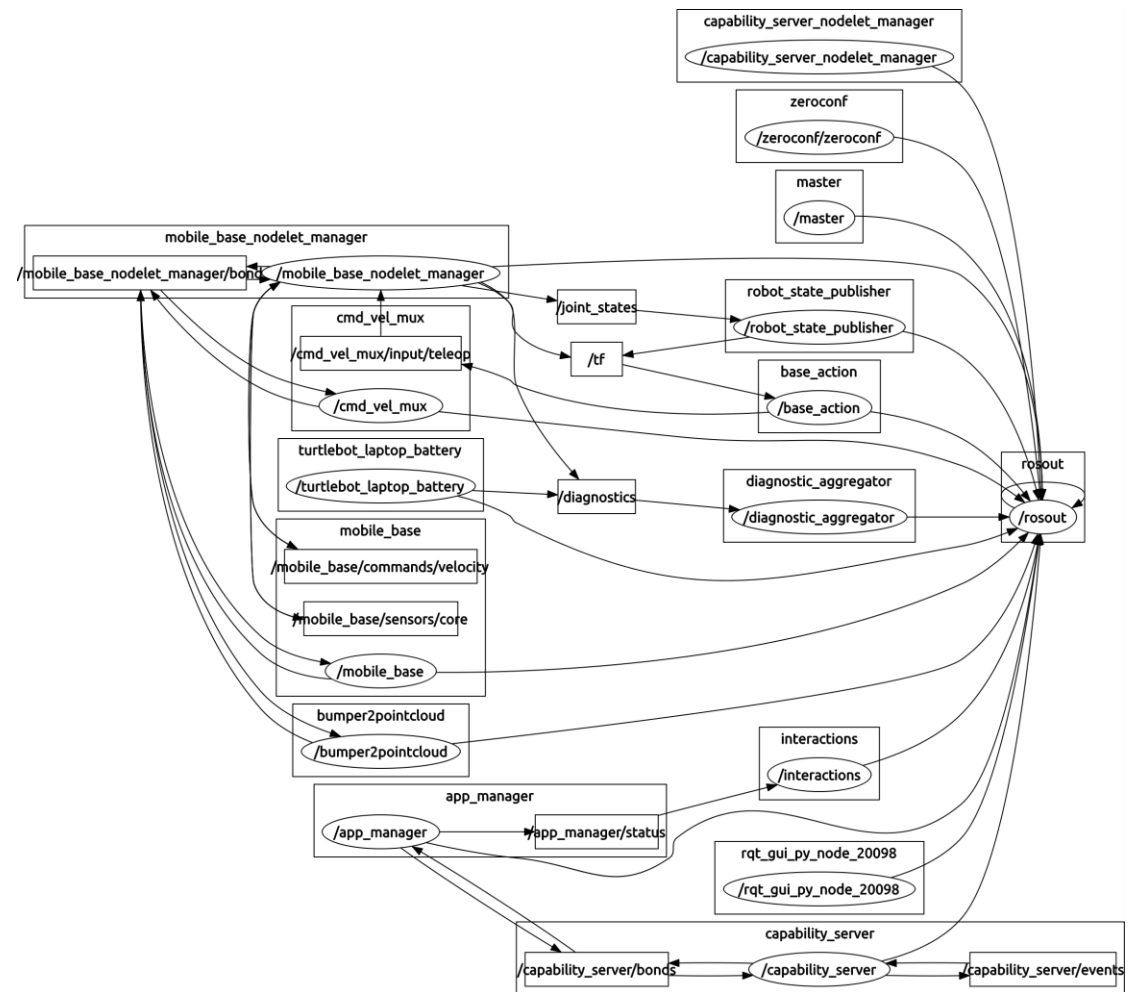 capability_server_nodelet_manager
/capability_server_nodelet_manager
zeroconf
/zeroconf/zeroconf
master
/master
mobile_base_nodelet_manager
/mobile_base_nodelet_manager/bond
/mobile_base_nodelet_manager
/joint_states
robot_state_publisher
/robot_state_publisher
cmd_vel_mux
/cmd_vel_mux/input/teleop
/cmd_vel_mux
/tf
base_action
/base_action
turtlebot_laptop_battery
/turtlebot_laptop_battery
/diagnostics
diagnostic_aggregator
/diagnostic_aggregator
rosout
/rosout
mobile_base
/mobile_base/commands/velocity
/mobile_base/sensors/core
/mobile_base
bumper2pointcloud
/bumper2pointcloud
interactions
/interactions
app_manager
/app_manager
/app_manager/status
rqt_gui_py_node_20098
/rqt_gui_py_node_20098
capability_server
/capability_server/bonds
/capability_server
/capability_server/events